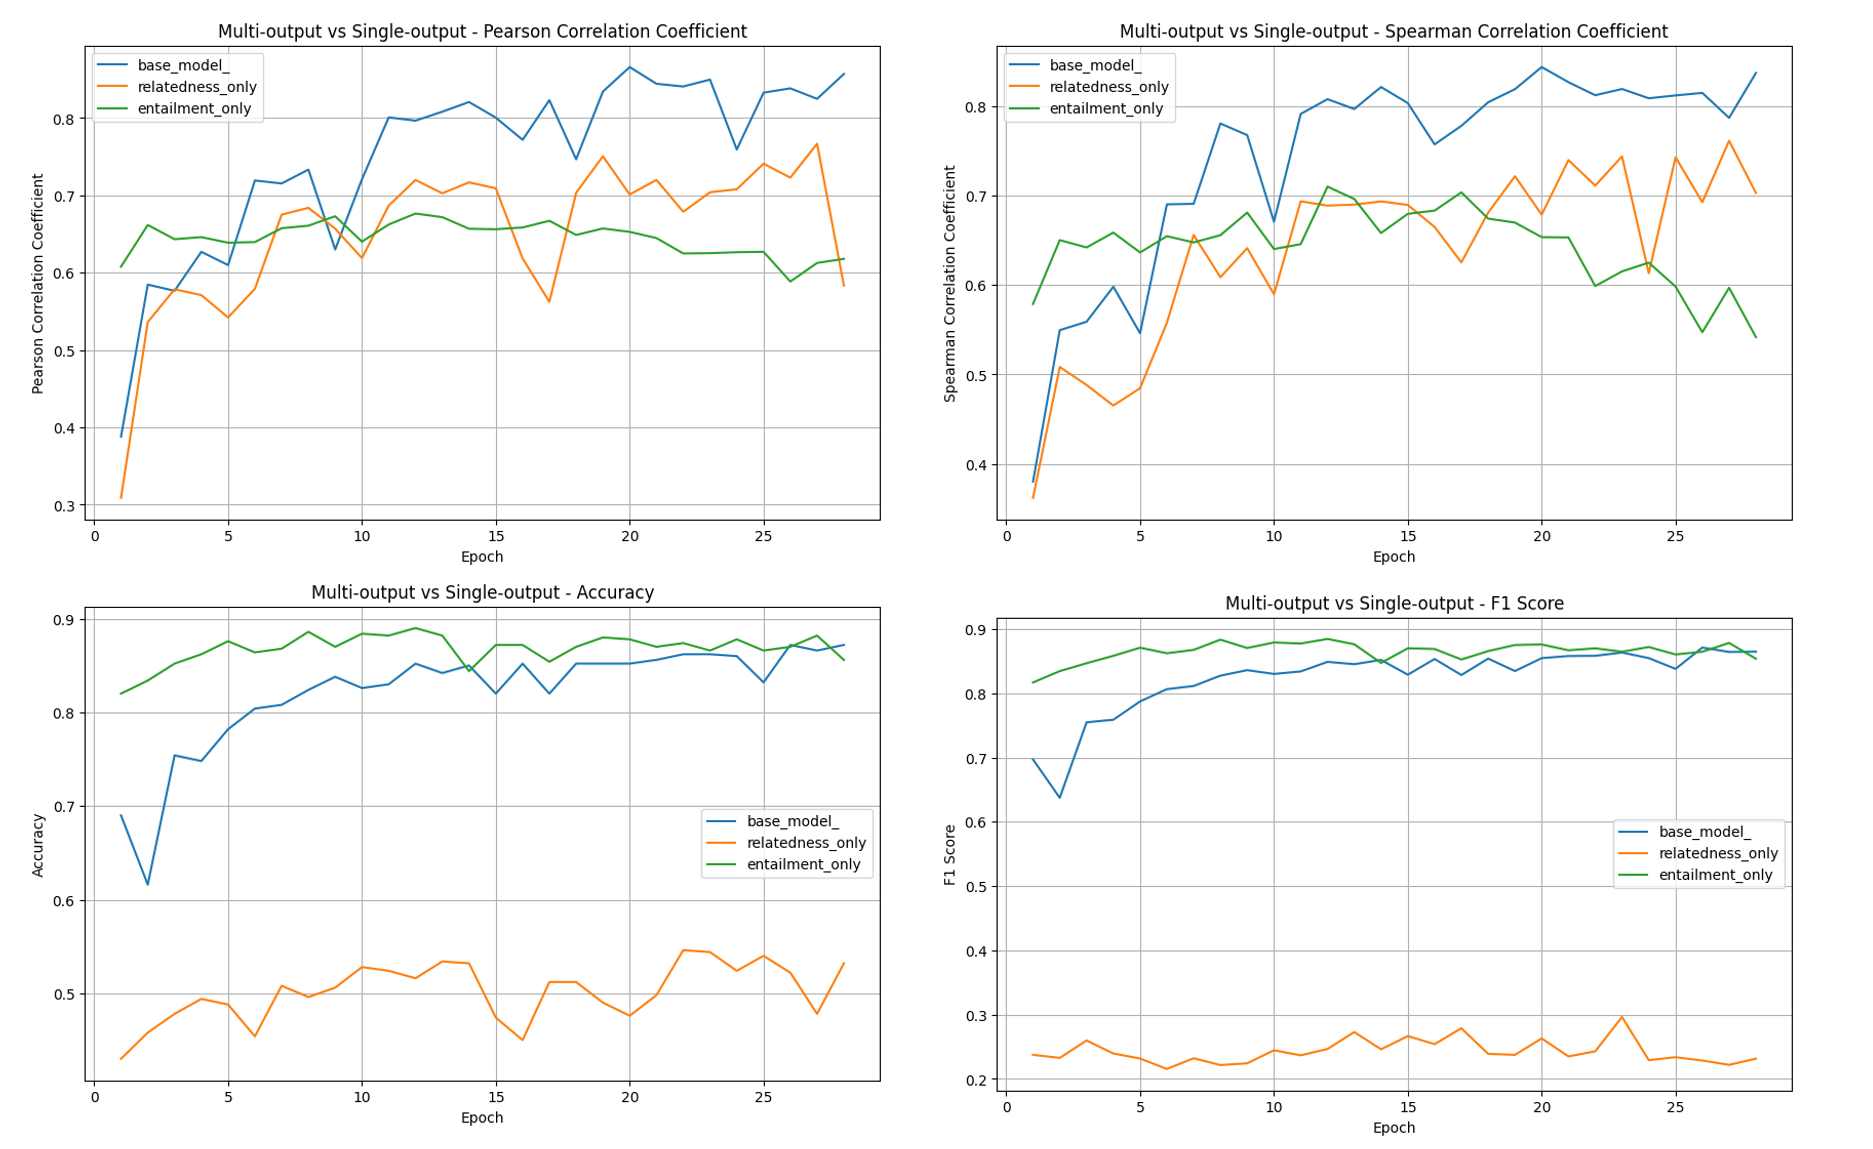 Multi-output vs Single-output - Pearson Correlation Coefficient
base_model_
relatedness_only
entailment_only
0.8
0.7
0.6
0.5
0.4
0.3
Pearson Correlation Coefficient
0 5 10 15 20 25
Epoch
Multi-output vs Single-output - Spearman Correlation Coefficient
base_model_
relatedness_only
entailment_only
0.8
0.7
0.6
0.5
0.4
Spearman Correlation Coefficient
0 5 10 15 20 25
Epoch
Multi-output vs Single-output - Accuracy
0.9
0.8
0.7
0.6
0.5
Accuracy
base_model_
relatedness_only
entailment_only
0 5 10 15 20 25
Epoch
Multi-output vs Single-output - F1 Score
0.9
0.8
0.7
0.6
0.5
0.4
0.3
0.2
F1 Score
base_model_
relatedness_only
entailment_only
0 5 10 15 20 25
Epoch